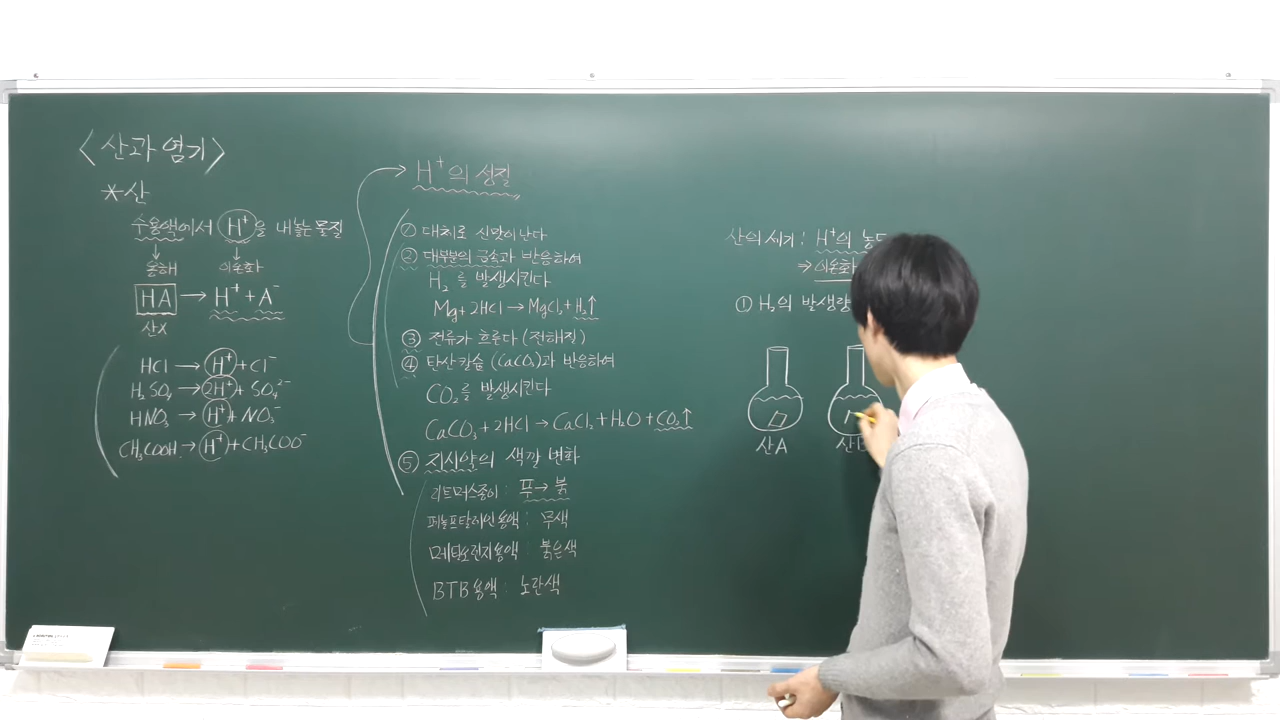 <산과 염기>
*산
수용액에서 H⁺을 내놓는 물질
↓ ↓
용해 이온화
HA → H⁺ + A⁻
산X
HCl → H⁺ + Cl⁻
H₂SO₄ → 2H⁺ + SO₄²⁻
HNO₃ → H⁺ + NO₃⁻
CH₃COOH → H⁺ + CH₃COO⁻
H⁺의 성질
① 대체로 신맛이 난다
② 대부분의 금속과 반응하여
H₂를 발생시킨다
Mg + 2HCl → MgCl₂ + H₂↑
③ 전류가 흐른다 (전해질)
④ 탄산칼슘 (CaCO₃)과 반응하여
CO₂를 발생시킨다
CaCO₃ + 2HCl → CaCl₂ + H₂O + CO₂↑
⑤ 지시약의 색깔 변화
리트머스종이 : 푸 → 붉
페놀프탈레인용액 : 무색
메틸오렌지용액 : 붉은색
BTB용액 : 노란색
산의 세기 : H⁺의 농도
⇒ 이온화
① H₂의 발생량
산A 산B